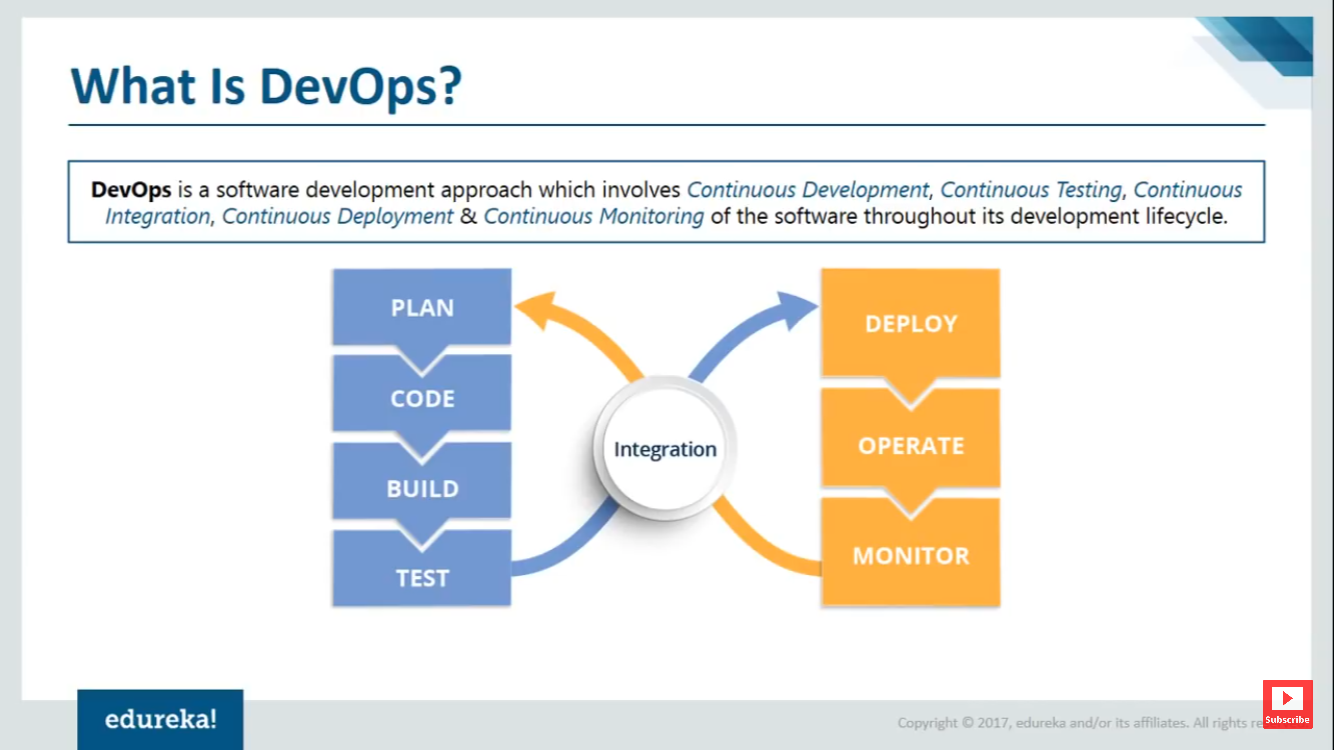 What Is DevOps?
DevOps is a software development approach which involves Continuous Development, Continuous Testing, Continuous
Integration, Continuous Deployment & Continuous Monitoring of the software throughout its development lifecycle.
PLAN
CODE
BUILD
TEST
Integration
DEPLOY
OPERATE
MONITOR
edureka!
Copyright © 2017, edureka and/or its affiliates. All rights
Subscribe